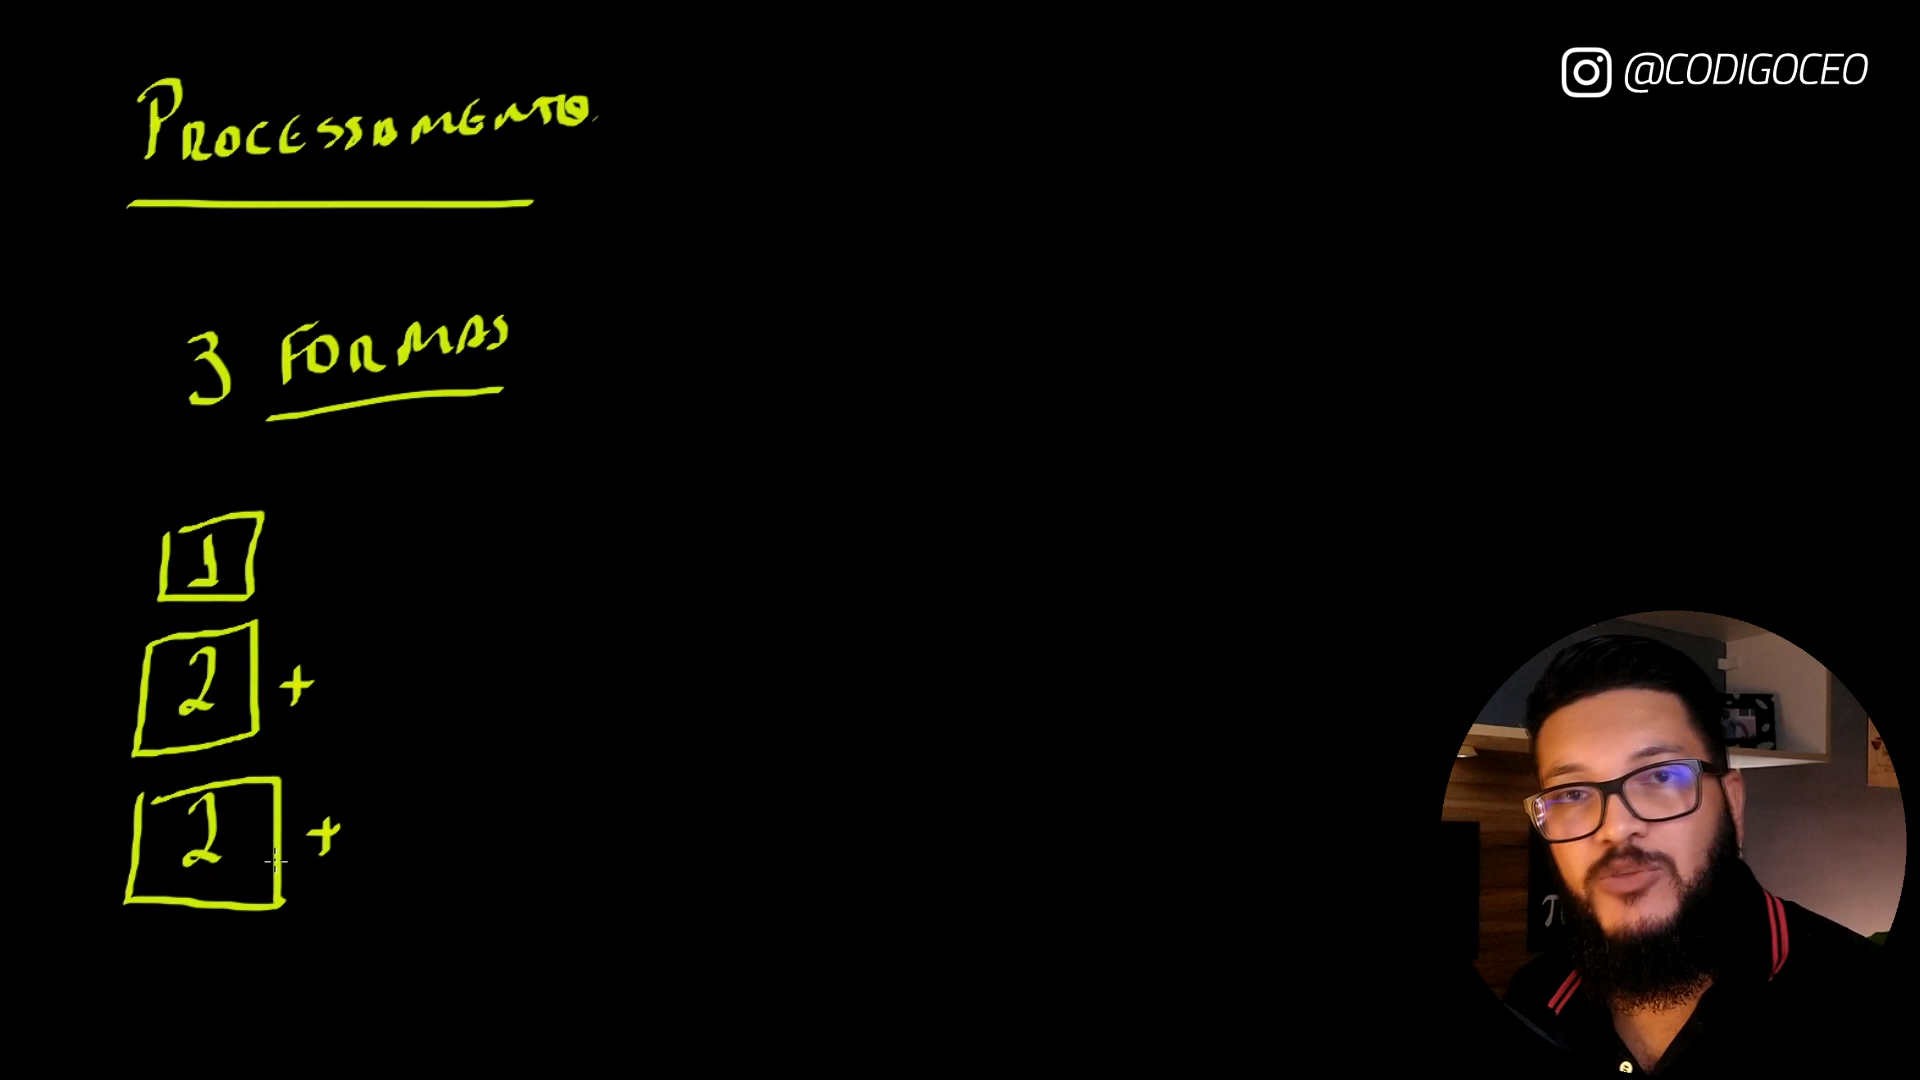 @CODIGOCEO
PROCESSAMENTO
3 FORMAS
1
2 +
2 +
π